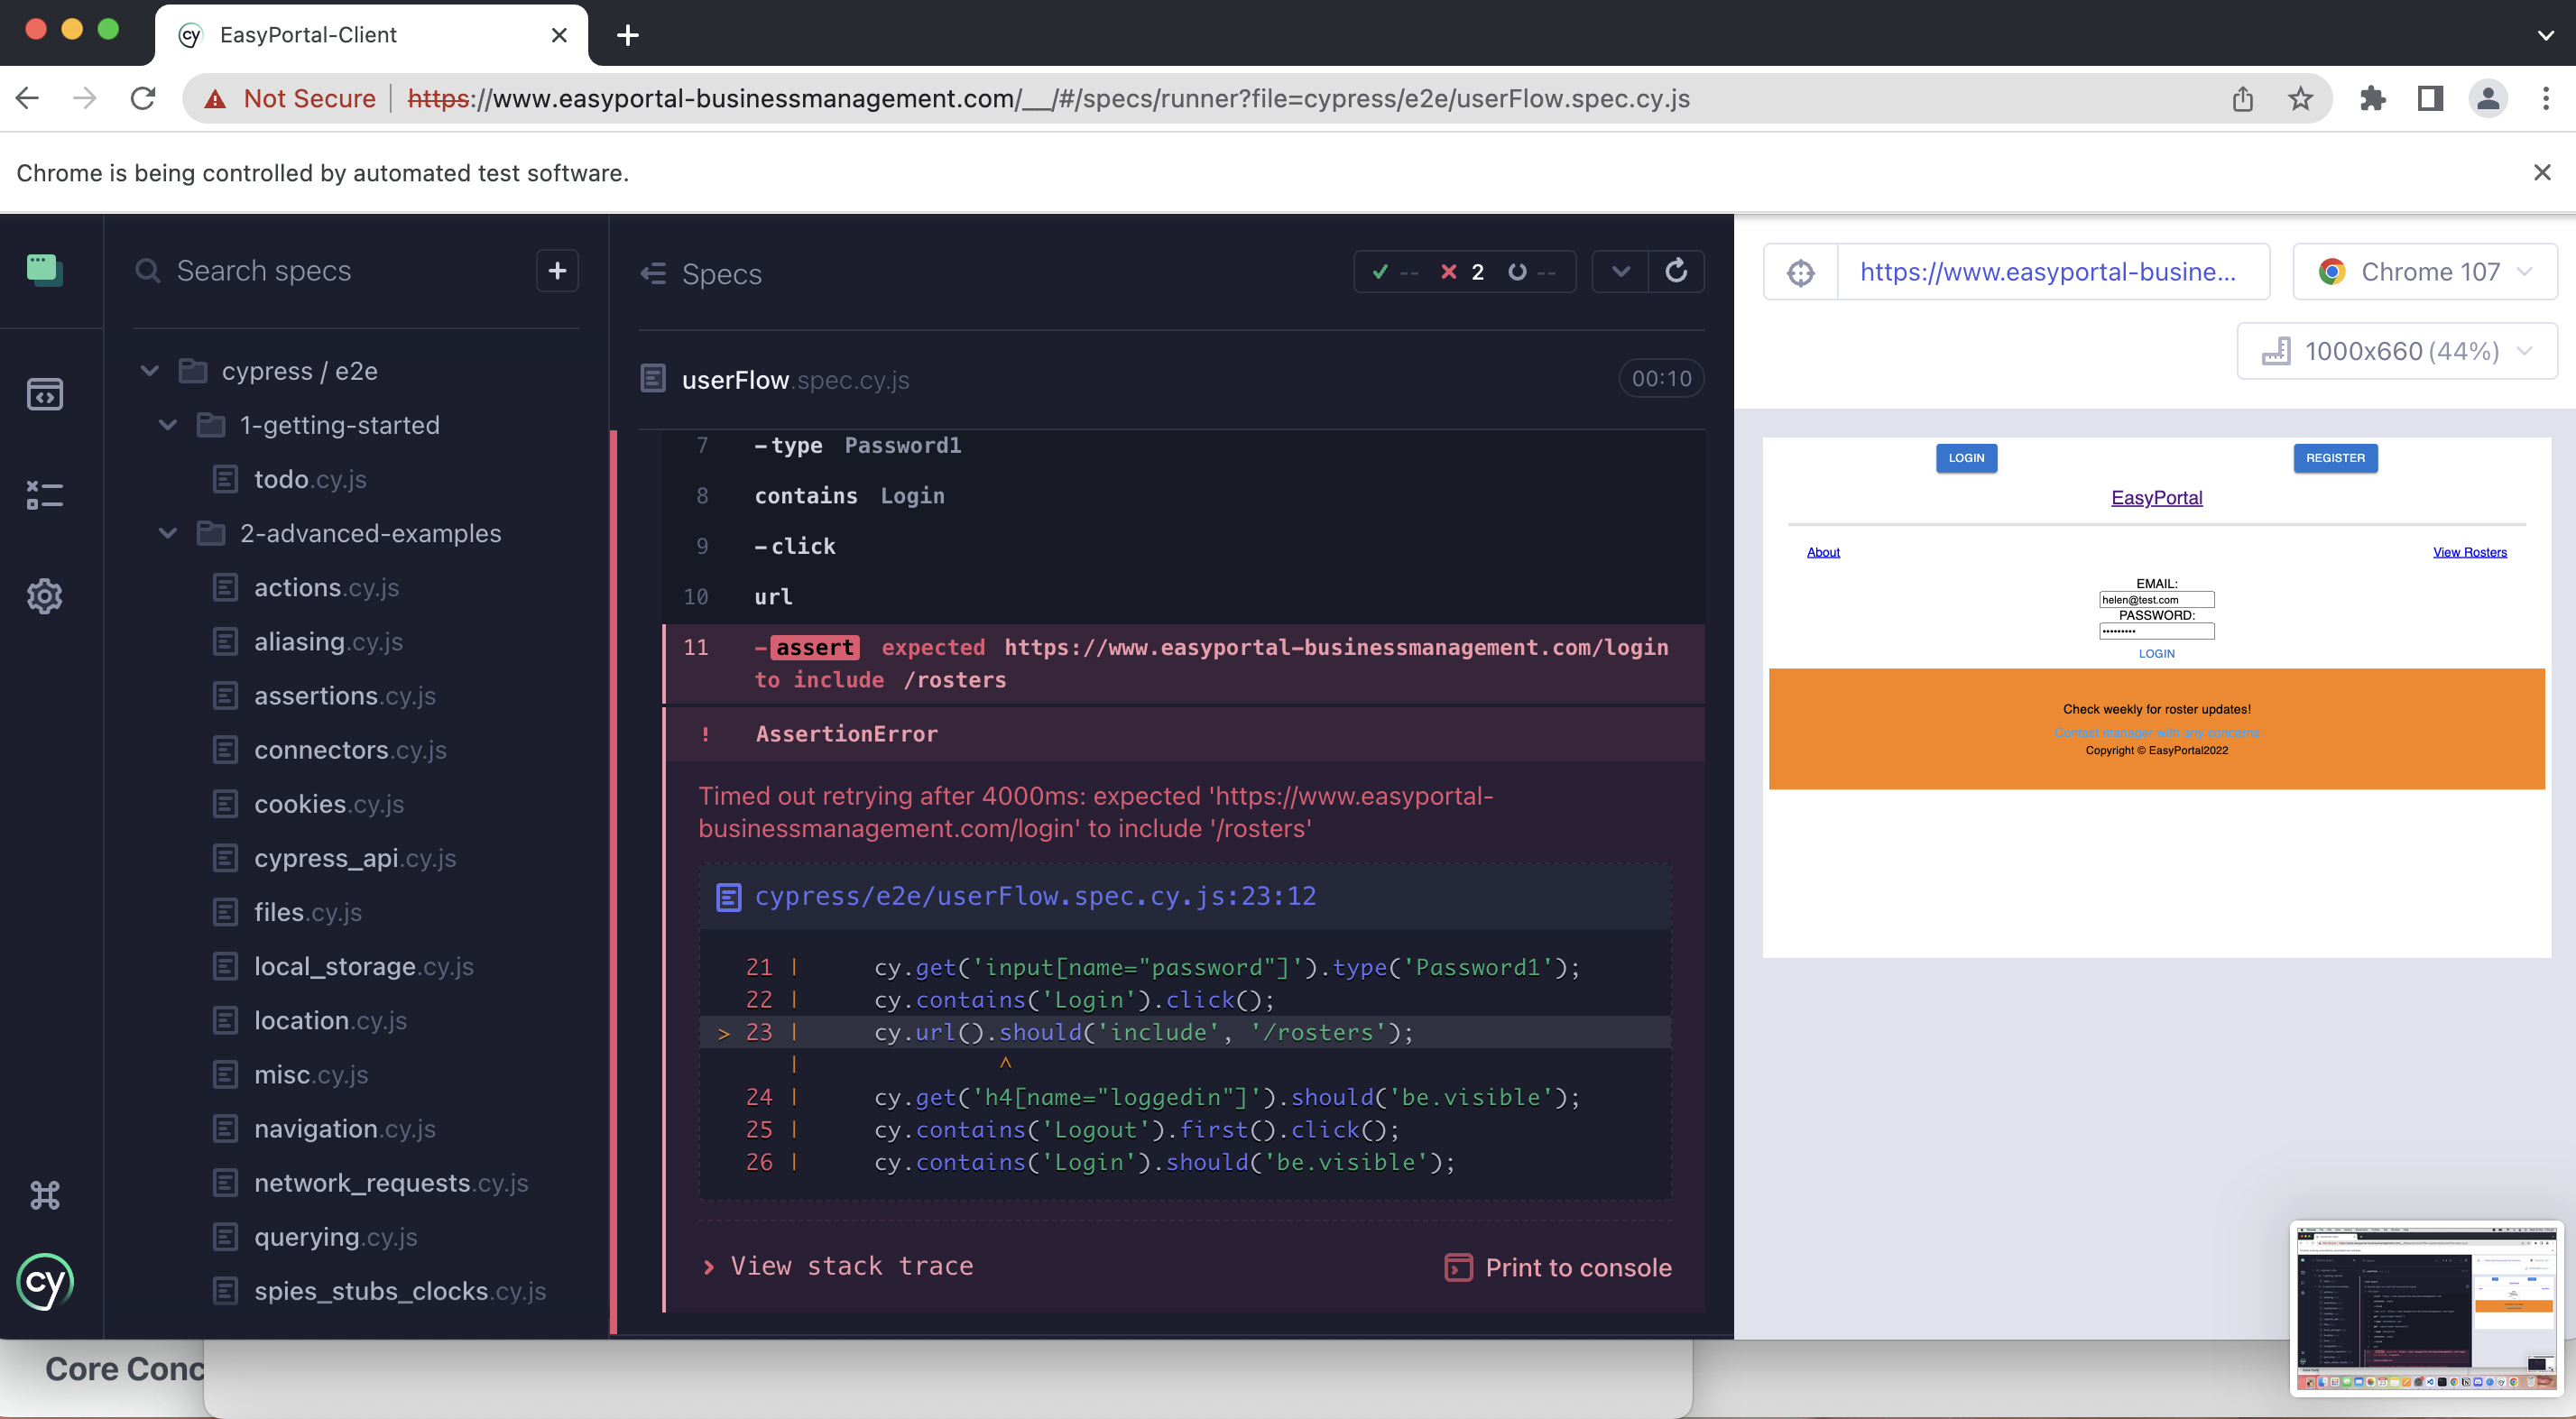 EasyPortal-Client
Not Secure
https://www.easyportal-businessmanagement.com/__/#/specs/runner?file=cypress/e2e/userFlow.spec.cy.js
Chrome is being controlled by automated test software.
Search specs
cypress / e2e
1-getting-started
todo.cy.js
2-advanced-examples
actions.cy.js
aliasing.cy.js
assertions.cy.js
connectors.cy.js
cookies.cy.js
cypress_api.cy.js
files.cy.js
local_storage.cy.js
location.cy.js
misc.cy.js
navigation.cy.js
network_requests.cy.js
querying.cy.js
spies_stubs_clocks.cy.js
cy
Specs
-- 2 --
userFlow.spec.cy.js
00:10
7 -type Password1
8 contains Login
9 -click
10 url
11 -assert expected https://www.easyportal-businessmanagement.com/login
to include /rosters
! AssertionError
Timed out retrying after 4000ms: expected 'https://www.easyportal-
businessmanagement.com/login' to include '/rosters'
cypress/e2e/userFlow.spec.cy.js:23:12
21 | cy.get('input[name="password"]').type('Password1');
22 | cy.contains('Login').click();
> 23 | cy.url().should('include', '/rosters');
| ^
24 | cy.get('h4[name="loggedin"]').should('be.visible');
25 | cy.contains('Logout').first().click();
26 | cy.contains('Login').should('be.visible');
View stack trace
Print to console
https://www.easyportal-busine...
Chrome 107
1000x660 (44%)
LOGIN
REGISTER
EasyPortal
About
View Rosters
EMAIL:
helen@test.com
PASSWORD:
•••••••••
LOGIN
Check weekly for roster updates!
Contact manager with any concerns
Copyright © EasyPortal2022
Core Conc